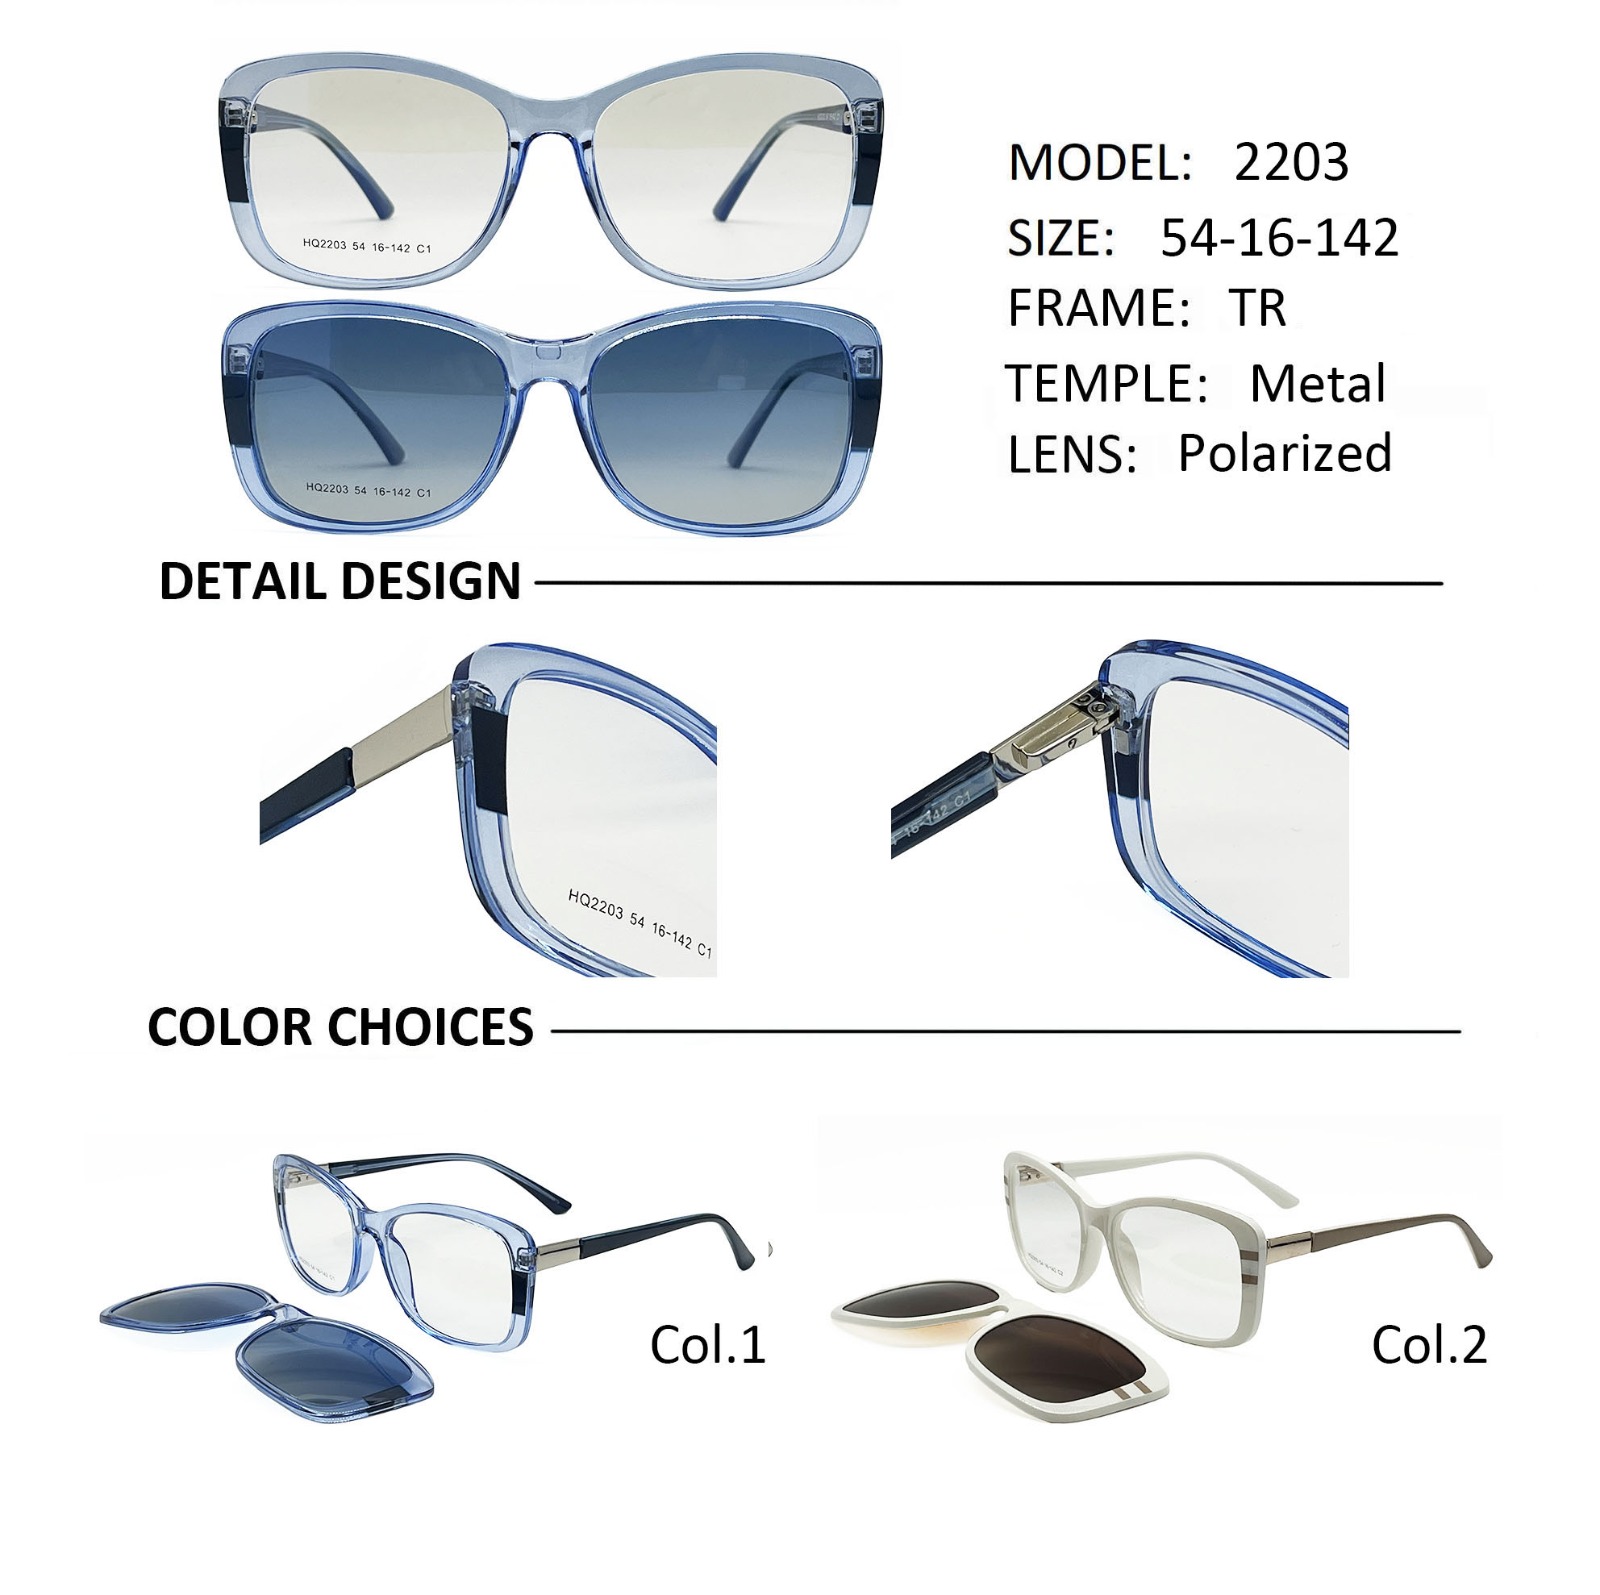 HQ2203 54 16-142 C1
MODEL: 2203
SIZE: 54-16-142
FRAME: TR
TEMPLE: Metal
LENS: Polarized
HQ2203 54 16-142 C1
DETAIL DESIGN
HQ2203 54 16-142 C1
16-142 C1
COLOR CHOICES
Col.1
Col.2